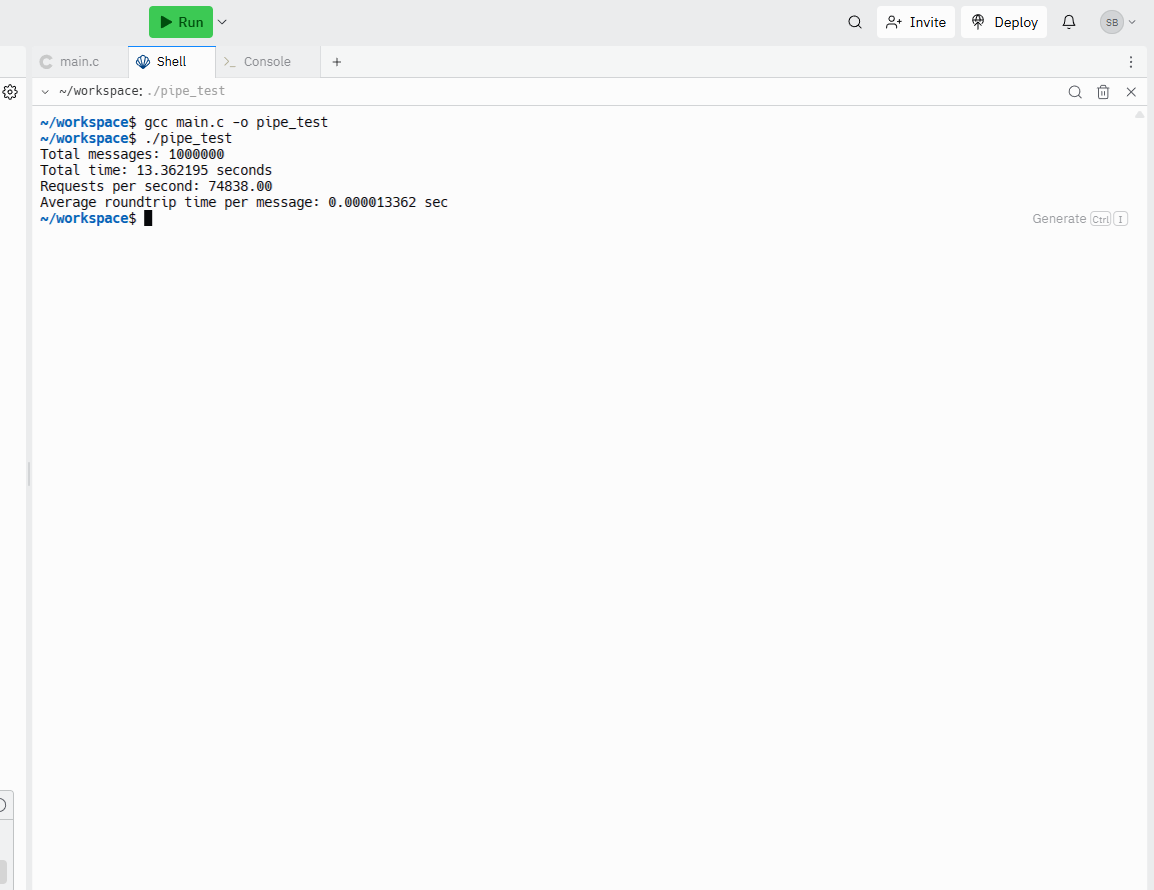 Run
Invite
Deploy
SB
main.c
Shell
Console
~/workspace: ./pipe_test
~/workspace$ gcc main.c -o pipe_test
~/workspace$ ./pipe_test
Total messages: 1000000
Total time: 13.362195 seconds
Requests per second: 74838.00
Average roundtrip time per message: 0.000013362 sec
~/workspace$
Generate Ctrl I